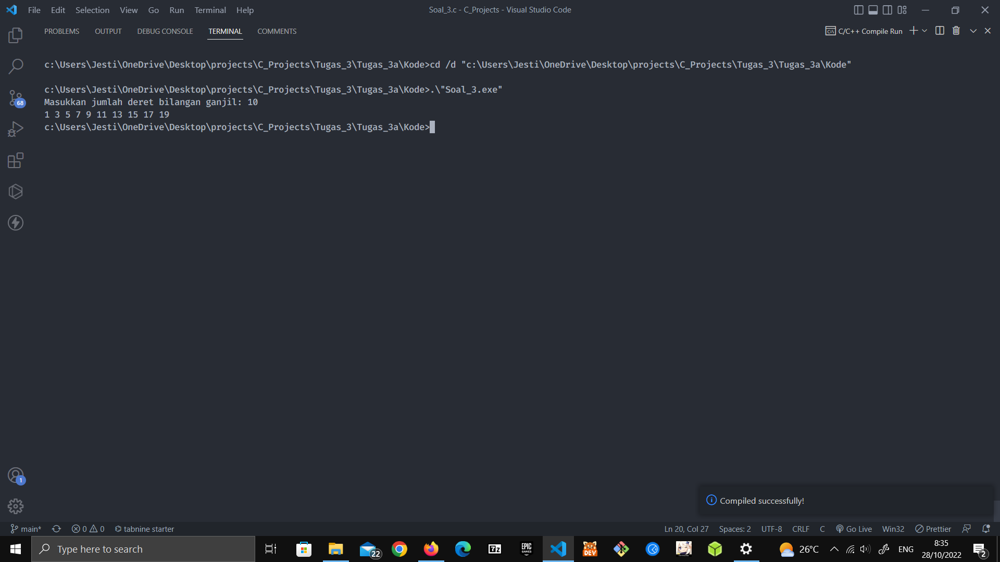 File Edit Selection View Go Run Terminal Help
Soal_3.c - C_Projects - Visual Studio Code
PROBLEMS OUTPUT DEBUG CONSOLE TERMINAL COMMENTS
C/C++ Compile Run
c:\Users\Jesti\OneDrive\Desktop\projects\C_Projects\Tugas_3\Tugas_3a\Kode>cd /d "c:\Users\Jesti\OneDrive\Desktop\projects\C_Projects\Tugas_3\Tugas_3a\Kode"
c:\Users\Jesti\OneDrive\Desktop\projects\C_Projects\Tugas_3\Tugas_3a\Kode>.\"Soal_3.exe"
Masukkan jumlah deret bilangan ganjil: 10
1 3 5 7 9 11 13 15 17 19
c:\Users\Jesti\OneDrive\Desktop\projects\C_Projects\Tugas_3\Tugas_3a\Kode>
68
1
Compiled successfully!
main* 0 0 tabnine starter
Ln 20, Col 27 Spaces: 2 UTF-8 CRLF C Go Live Win32 Prettier
Type here to search
22
7z
EPIC GAMES
DEV
26°C
ENG
8:35
28/10/2022
2